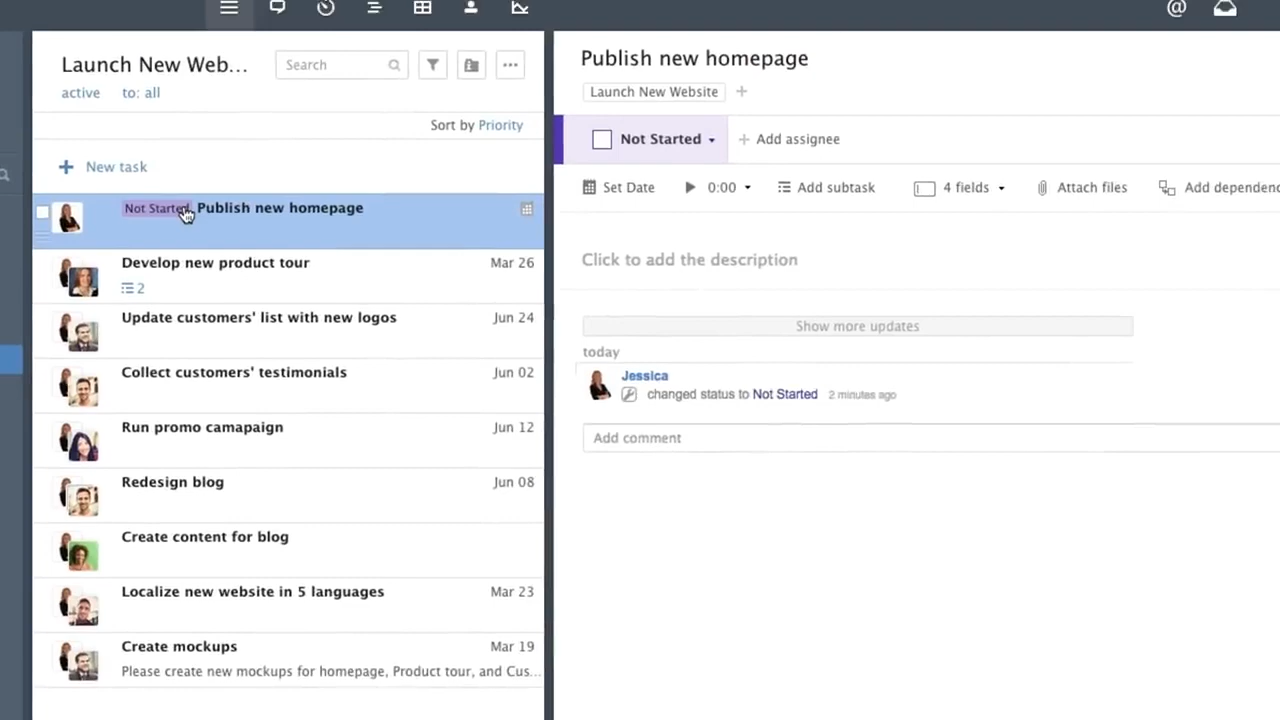 @
Launch New Web...
Search
active to: all
Sort by Priority
New task
Not Started Publish new homepage
Develop new product tour Mar 26
2
Update customers' list with new logos Jun 24
Collect customers' testimonials Jun 02
Run promo camapaign Jun 12
Redesign blog Jun 08
Create content for blog
Localize new website in 5 languages Mar 23
Create mockups Mar 19
Please create new mockups for homepage, Product tour, and Cus...
Publish new homepage
Launch New Website +
Not Started + Add assignee
Set Date 0:00 Add subtask 4 fields Attach files Add dependenc
Click to add the description
Show more updates
today
Jessica
changed status to Not Started 2 minutes ago
Add comment